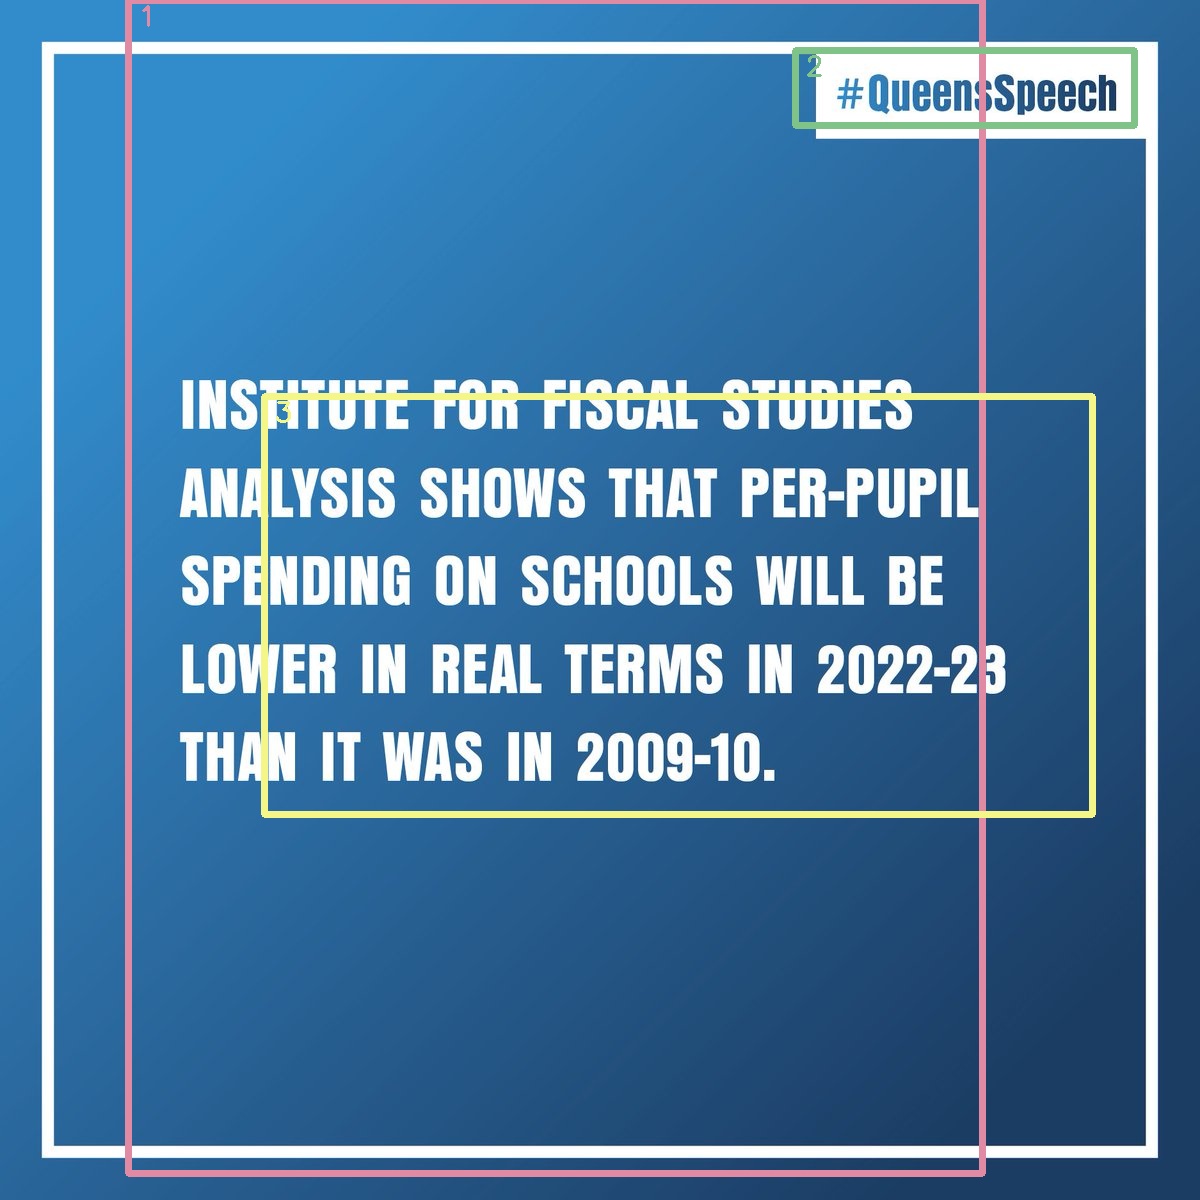 #QueensSpeech
INSTITUTE FOR FISCAL STUDIES
ANALYSIS SHOWS THAT PER-PUPIL
SPENDING ON SCHOOLS WILL BE
LOWER IN REAL TERMS IN 2022-23
THAN IT WAS IN 2009-10.